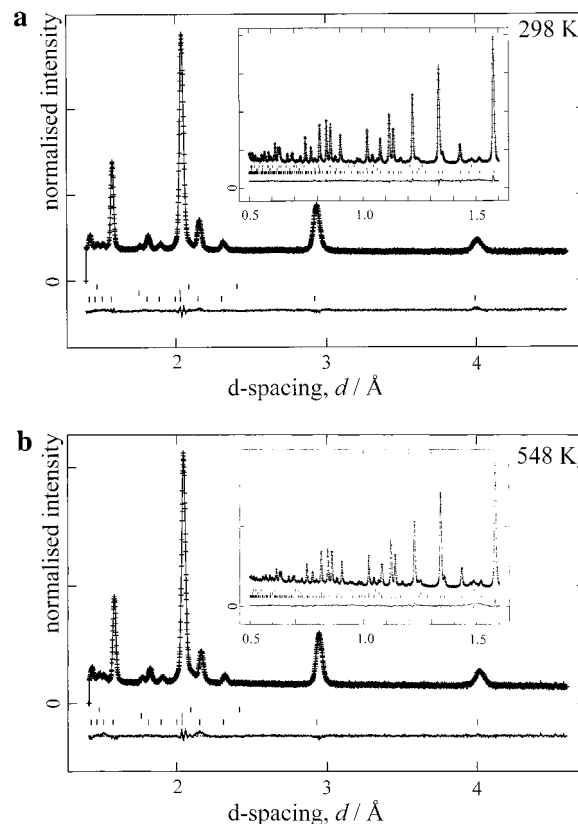 a
298 K
normalised intensity
0
0
0.5 1.0 1.5
2 3 4
d-spacing, d / Å
b
548 K
normalised intensity
0
0
0.5 1.0 1.5
2 3 4
d-spacing, d / Å